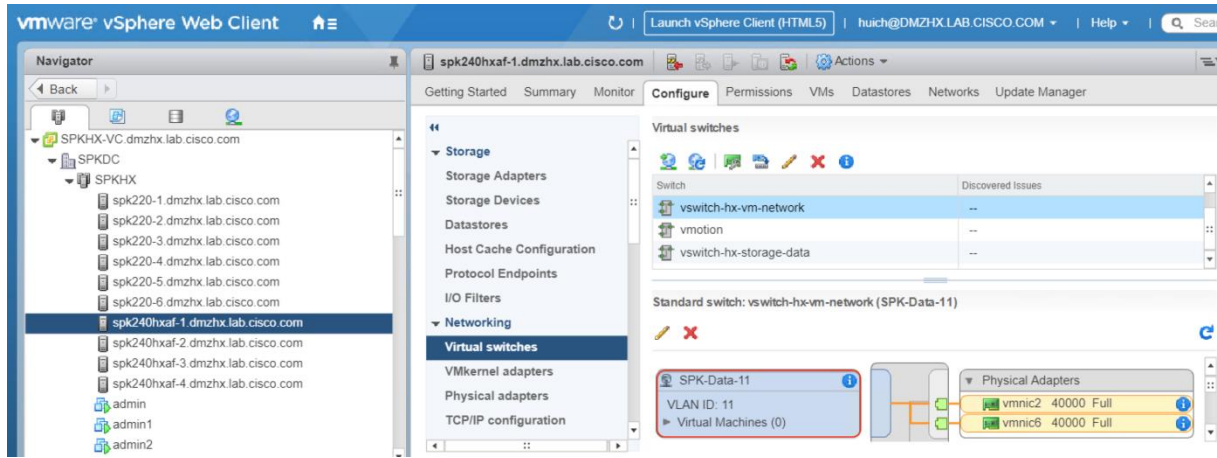 vmware® vSphere Web Client
Launch vSphere Client (HTML5) | huich@DMZHX.LAB.CISCO.COM | Help |
Navigator
Back
SPKHX-VC.dmzhx.lab.cisco.com
SPKDC
SPKHX
spk220-1.dmzhx.lab.cisco.com
spk220-2.dmzhx.lab.cisco.com
spk220-3.dmzhx.lab.cisco.com
spk220-4.dmzhx.lab.cisco.com
spk220-5.dmzhx.lab.cisco.com
spk220-6.dmzhx.lab.cisco.com
spk240hxaf-1.dmzhx.lab.cisco.com
spk240hxaf-2.dmzhx.lab.cisco.com
spk240hxaf-3.dmzhx.lab.cisco.com
spk240hxaf-4.dmzhx.lab.cisco.com
admin
admin1
admin2
spk240hxaf-1.dmzhx.lab.cisco.com Actions
Getting Started Summary Monitor Configure Permissions VMs Datastores Networks Update Manager
Storage
Storage Adapters
Storage Devices
Datastores
Host Cache Configuration
Protocol Endpoints
I/O Filters
Networking
Virtual switches
VMkernel adapters
Physical adapters
TCP/IP configuration
Virtual switches
Switch Discovered Issues
vswitch-hx-vm-network --
vmotion --
vswitch-hx-storage-data --
Standard switch: vswitch-hx-vm-network (SPK-Data-11)
SPK-Data-11
VLAN ID: 11
Virtual Machines (0)
Physical Adapters
vmnic2 40000 Full
vmnic6 40000 Full